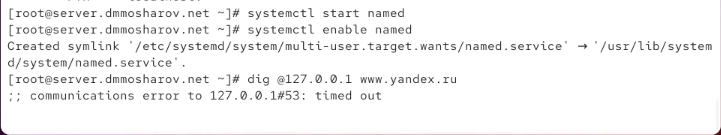 [root@server.dmmosharov.net ~]# systemctl start named
[root@server.dmmosharov.net ~]# systemctl enable named
Created symlink '/etc/systemd/system/multi-user.target.wants/named.service' → '/usr/lib/system
d/system/named.service'.
[root@server.dmmosharov.net ~]# dig @127.0.0.1 www.yandex.ru
;; communications error to 127.0.0.1#53: timed out